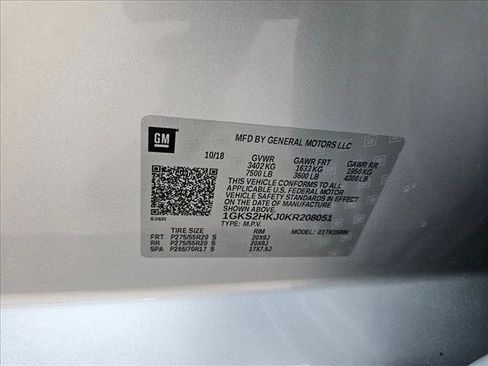 GM
MFD BY GENERAL MOTORS LLC
10/18 GVWR GAWR FRT GAWR RR
3402 KG 1633 KG 1950 KG
7500 LB 3600 LB 4300 LB
THIS VEHICLE CONFORMS TO ALL
APPLICABLE U.S. FEDERAL MOTOR
VEHICLE SAFETY STANDARDS IN EFFECT
ON THE DATE OF MANUFACTURE SHOWN ABOVE
1GKS2HKJ0KR208051
TYPE: M.P.V. MODEL:
TIRE SIZE RIM
FRT P275/55R20 S 20X9J
RR P275/55R20 S 20X9J
SPA P265/70R17 S 17X7.5J